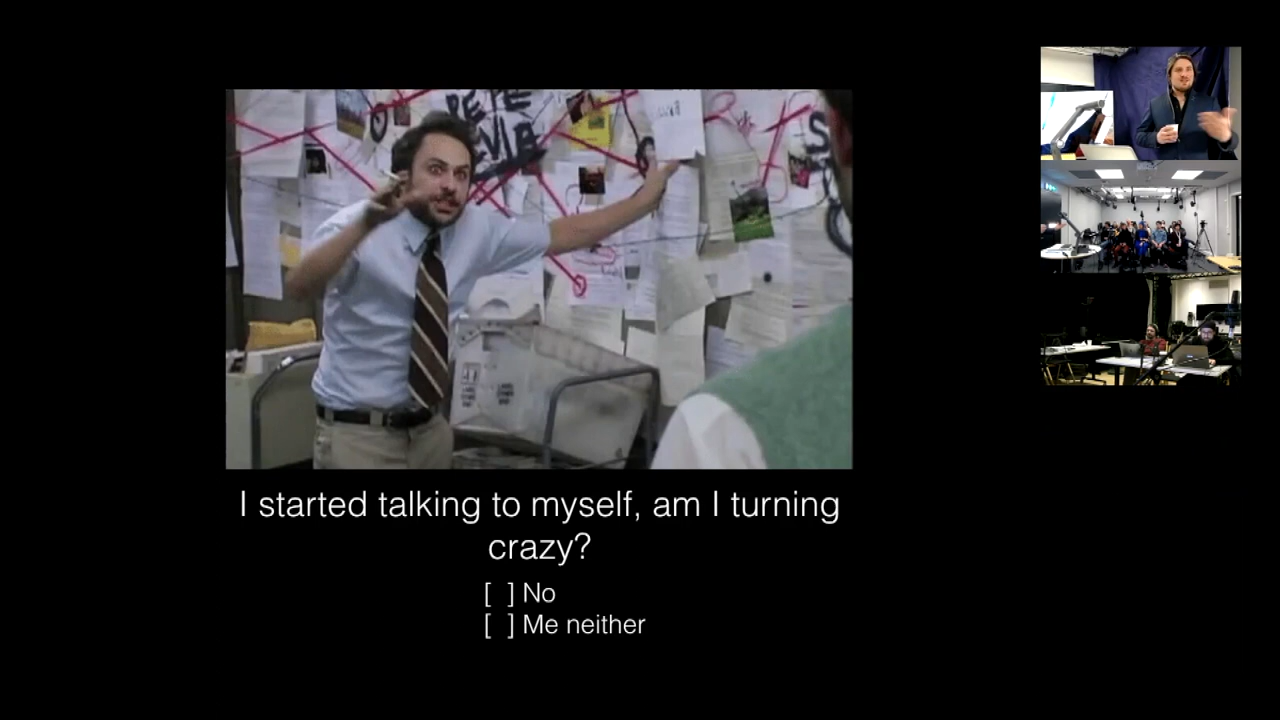 I started talking to myself, am I turning
crazy?
[ ] No
[ ] Me neither